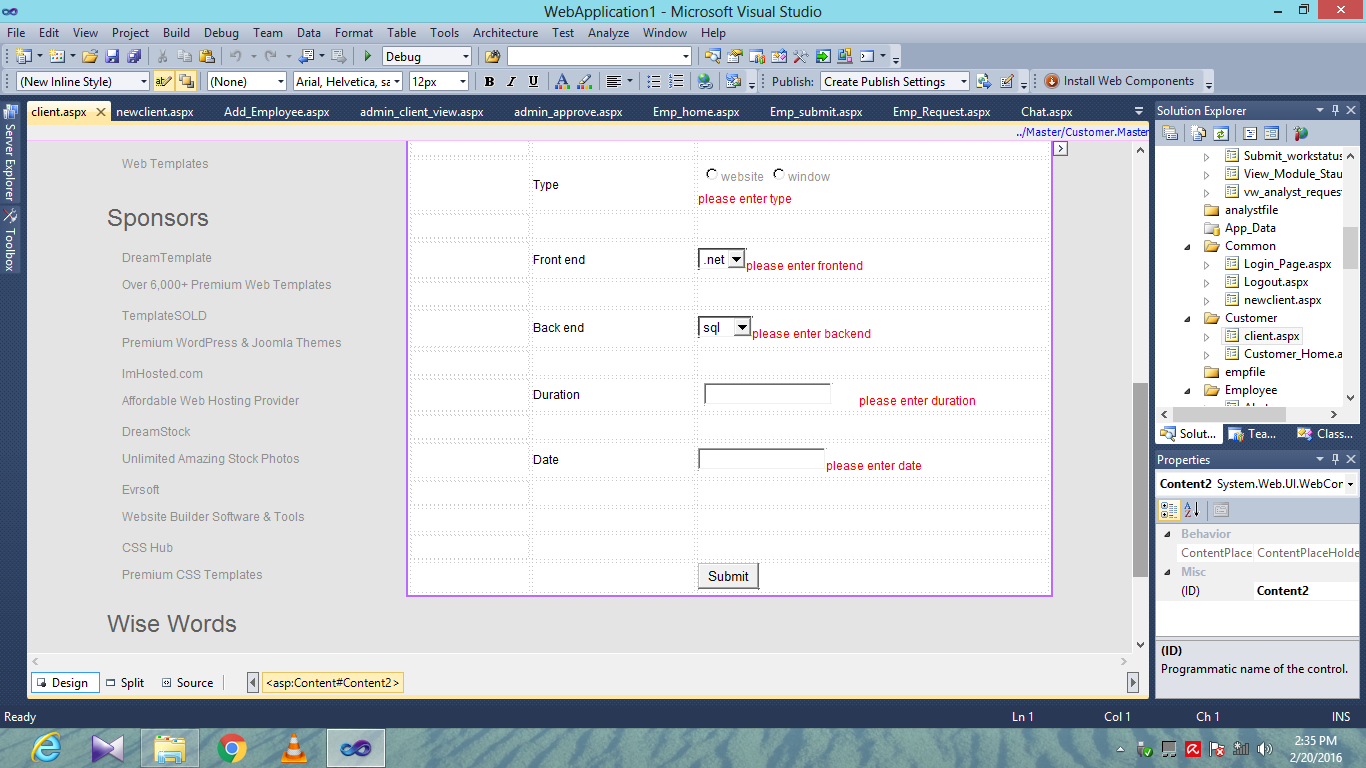 WebApplication1 - Microsoft Visual Studio
File Edit View Project Build Debug Team Data Format Table Tools Architecture Test Analyze Window Help
Debug
(New Inline Style) (None) Arial, Helvetica, sa 12px B I U A Publish: Create Publish Settings Install Web Components
client.aspx newclient.aspx Add_Employee.aspx admin_client_view.aspx admin_approve.aspx Emp_home.aspx Emp_submit.aspx Emp_Request.aspx Chat.aspx
../Master/Customer.Master
Server Explorer
Toolbox
Web Templates
Sponsors
DreamTemplate
Over 6,000+ Premium Web Templates
TemplateSOLD
Premium WordPress & Joomla Themes
ImHosted.com
Affordable Web Hosting Provider
DreamStock
Unlimited Amazing Stock Photos
Evrsoft
Website Builder Software & Tools
CSS Hub
Premium CSS Templates
Wise Words
Type website window
please enter type
Front end .net please enter frontend
Back end sql please enter backend
Duration please enter duration
Date please enter date
Submit
Design Split Source <asp:Content#Content2>
Solution Explorer
Submit_workstatus
View_Module_Stau
vw_analyst_reques
analystfile
App_Data
Common
Login_Page.aspx
Logout.aspx
newclient.aspx
Customer
client.aspx
Customer_Home.a
empfile
Employee
Solut... Tea... Class...
Properties
Content2 System.Web.UI.WebCor
Behavior
ContentPlace ContentPlaceHolde
Misc
(ID) Content2
(ID)
Programmatic name of the control.
Ready Ln 1 Col 1 Ch 1 INS
2:35 PM
2/20/2016